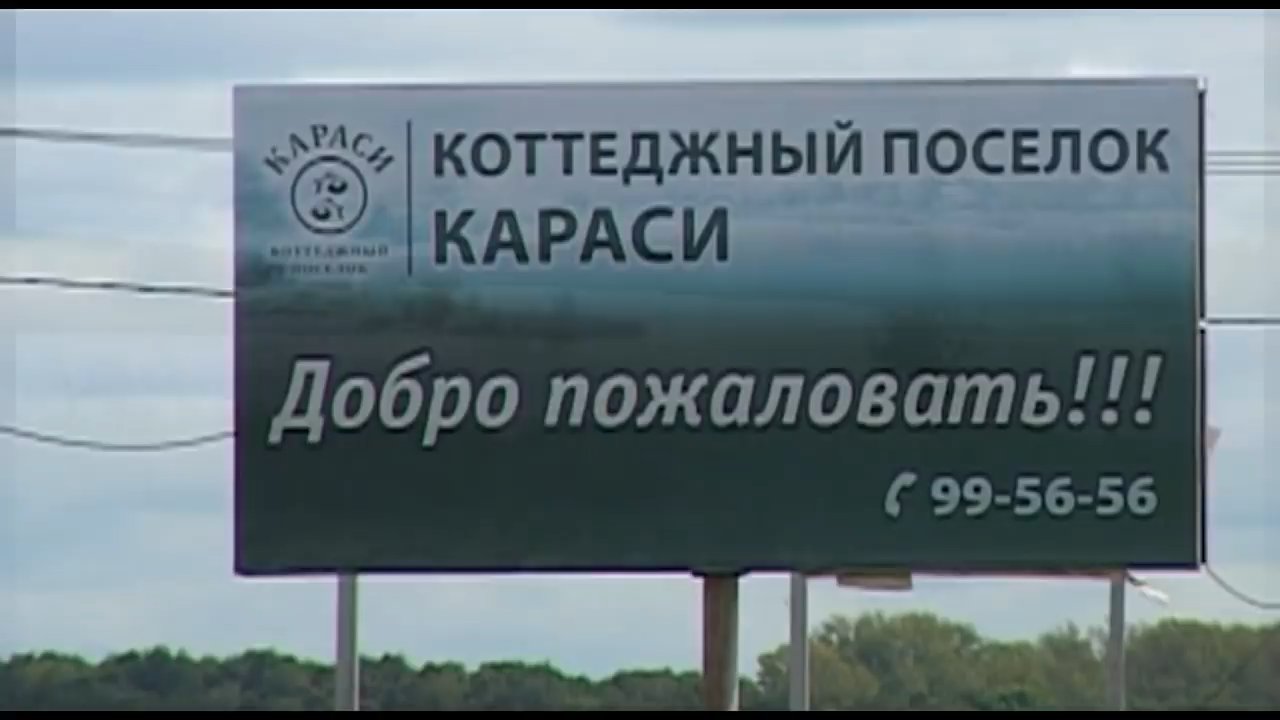 КАРАСИ
КОТТЕДЖНЫЙ
ПОСЕЛОК
КОТТЕДЖНЫЙ ПОСЕЛОК
КАРАСИ
Добро пожаловать!!!
99-56-56